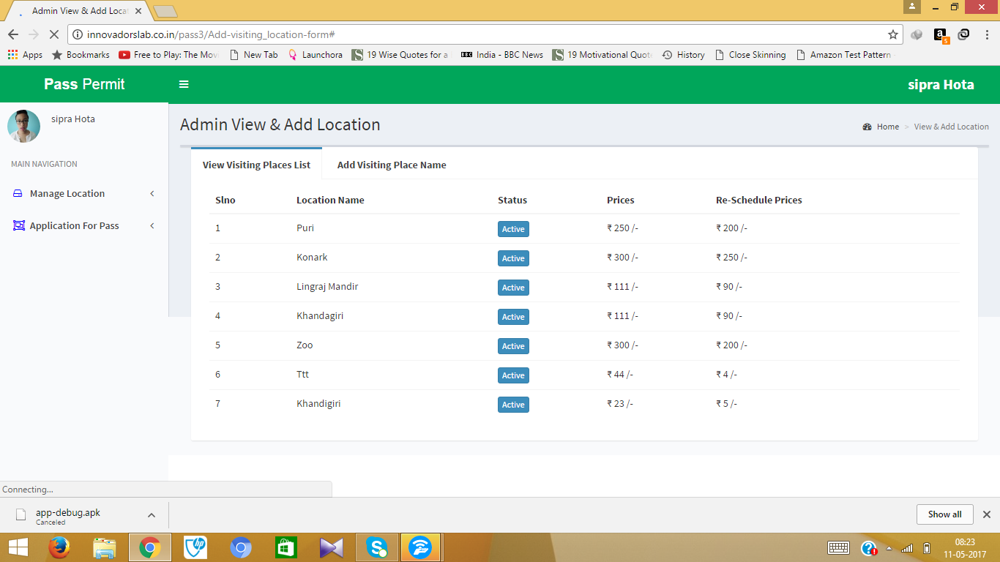 Admin View & Add Loca
innovadorslab.co.in/pass3/Add-visiting_location-form#
Apps Bookmarks Free to Play: The Mov New Tab Launchora 19 Wise Quotes for a BBC India - BBC News 19 Motivational Quot History Close Skinning Amazon Test Pattern
Pass Permit
sipra Hota
sipra Hota
MAIN NAVIGATION
Manage Location
Application For Pass
Admin View & Add Location
Home > View & Add Location
View Visiting Places List Add Visiting Place Name
Slno Location Name Status Prices Re-Schedule Prices
1 Puri Active ₹ 250 /- ₹ 200 /-
2 Konark Active ₹ 300 /- ₹ 250 /-
3 Lingraj Mandir Active ₹ 111 /- ₹ 90 /-
4 Khandagiri Active ₹ 111 /- ₹ 90 /-
5 Zoo Active ₹ 300 /- ₹ 200 /-
6 Ttt Active ₹ 44 /- ₹ 4 /-
7 Khandigiri Active ₹ 23 /- ₹ 5 /-
Connecting...
app-debug.apk
Canceled
Show all
08:23
11-05-2017